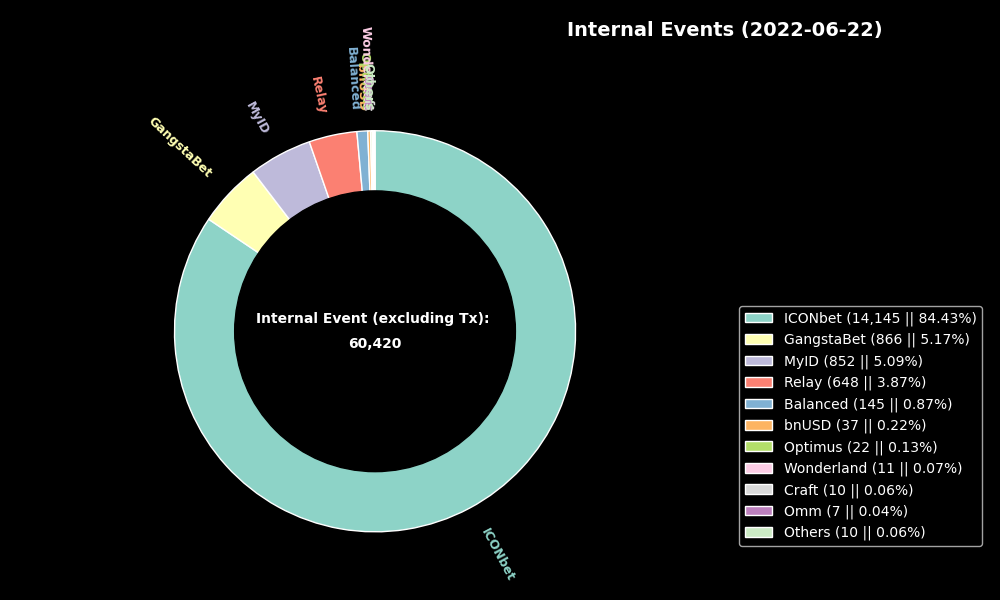 Internal Events (2022-06-22)
Wonderland
Balanced
bnUSD
Relay
MyID
GangstaBet
Internal Event (excluding Tx):
60,420
ICONbet (14,145 || 84.43%)
GangstaBet (866 || 5.17%)
MyID (852 || 5.09%)
Relay (648 || 3.87%)
Balanced (145 || 0.87%)
bnUSD (37 || 0.22%)
Optimus (22 || 0.13%)
Wonderland (11 || 0.07%)
Craft (10 || 0.06%)
Omm (7 || 0.04%)
Others (10 || 0.06%)
ICONbet